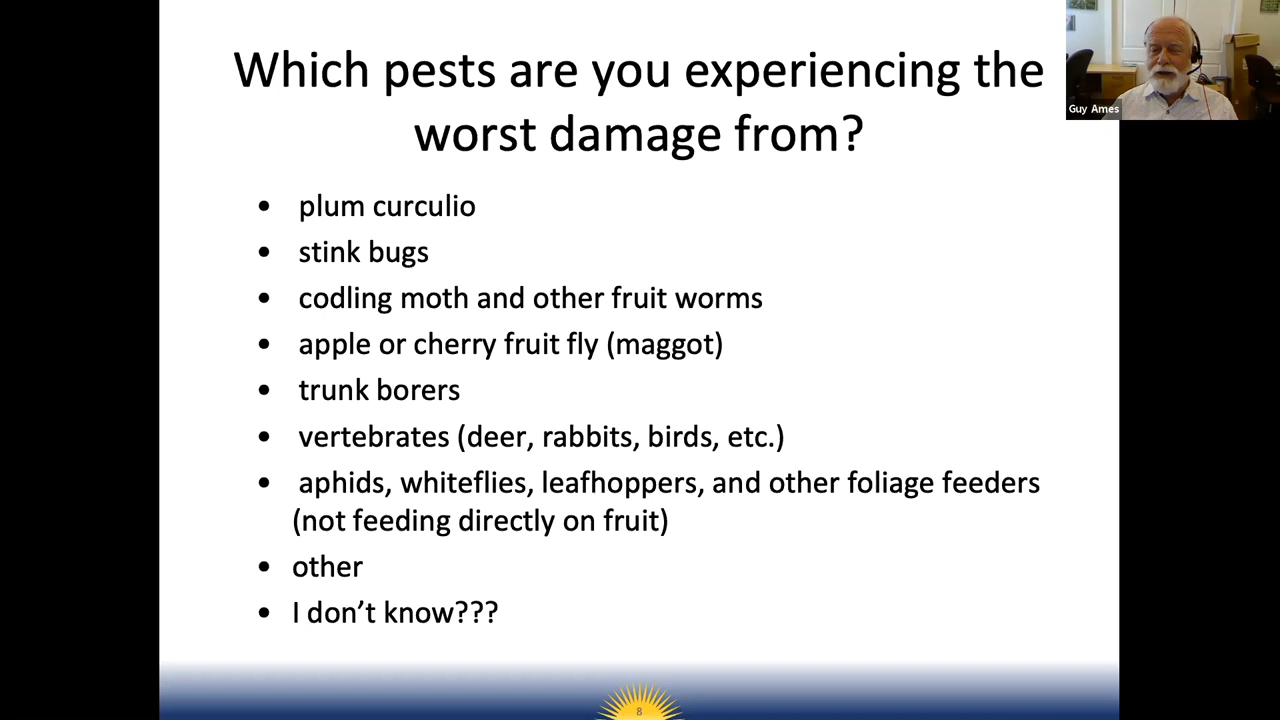 Which pests are you experiencing the
worst damage from?
Guy Ames
• plum curculio
• stink bugs
• codling moth and other fruit worms
• apple or cherry fruit fly (maggot)
• trunk borers
• vertebrates (deer, rabbits, birds, etc.)
• aphids, whiteflies, leafhoppers, and other foliage feeders
(not feeding directly on fruit)
• other
• I don’t know???
8